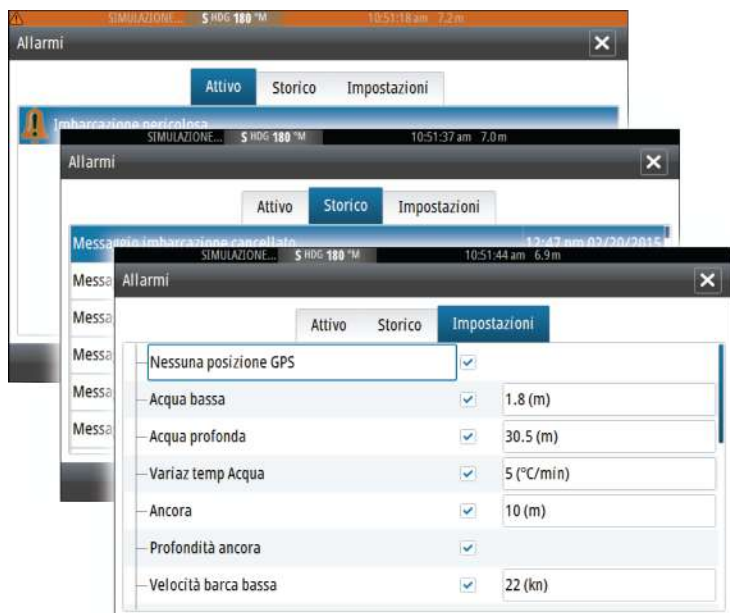 SIMULAZIONE... S HDG 180 °M 10:51:18 am 7.2 m
Allarmi
Attivo Storico Impostazioni
Imbarcazione pericolosa
SIMULAZIONE... S HDG 180 °M 10:51:37 am 7.0 m
Allarmi
Attivo Storico Impostazioni
Messaggio imbarcazione cancellato 12:47 pm 02/20/2015
Messa
Messa
Messa
Messa
Messa
SIMULAZIONE... S HDG 180 °M 10:51:44 am 6.9 m
Allarmi
Attivo Storico Impostazioni
Nessuna posizione GPS
Acqua bassa 1.8 (m)
Acqua profonda 30.5 (m)
Variaz temp Acqua 5 (°C/min)
Ancora 10 (m)
Profondità ancora
Velocità barca bassa 22 (kn)